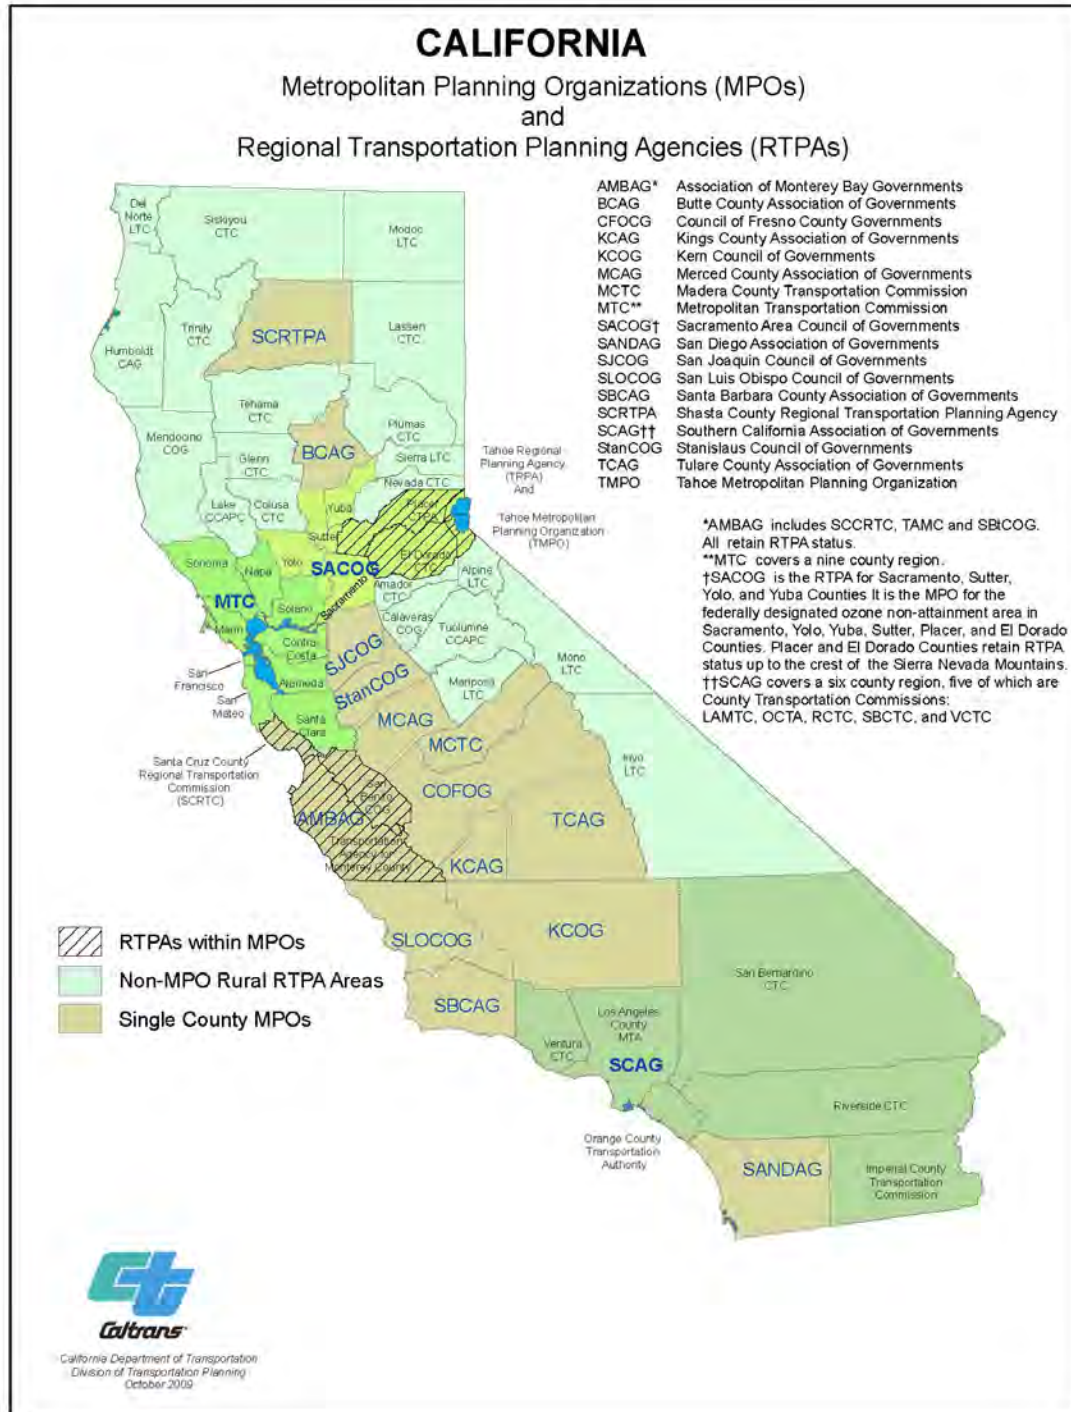 CALIFORNIA
Metropolitan Planning Organizations (MPOs)
and
Regional Transportation Planning Agencies (RTPAs)
AMBAG* Association of Monterey Bay Governments
BCAG Butte County Association of Governments
CFOCG Council of Fresno County Governments
KCAG Kings County Association of Governments
KCOG Kern Council of Governments
MCAG Merced County Association of Governments
MCTC Madera County Transportation Commission
MTC** Metropolitan Transportation Commission
SACOG† Sacramento Area Council of Governments
SANDAG San Diego Association of Governments
SJCOG San Joaquin Council of Governments
SLOCOG San Luis Obispo Council of Governments
SBCAG Santa Barbara County Association of Governments
SCRTPA Shasta County Regional Transportation Planning Agency
SCAG†† Southern California Association of Governments
StanCOG Stanislaus Council of Governments
TCAG Tulare County Association of Governments
TMPO Tahoe Metropolitan Planning Organization
*AMBAG includes SCCRTC, TAMC and SBtCOG.
All retain RTPA status.
**MTC covers a nine county region.
†SACOG is the RTPA for Sacramento, Sutter,
Yolo, and Yuba Counties It is the MPO for the
federally designated ozone non-attainment area in
Sacramento, Yolo, Yuba, Sutter, Placer, and El Dorado
Counties. Placer and El Dorado Counties retain RTPA
status up to the crest of the Sierra Nevada Mountains.
††SCAG covers a six county region, five of which are
County Transportation Commissions:
LAMTC, OCTA, RCTC, SBCTC, and VCTC
Del
Norte
LTC
Siskiyou
CTC
Modoc
LTC
SCRTPA
Trinity
CTC
Lassen
CTC
Humboldt
CAG
Tehama
CTC
Plumas
CTC
Mendocino
COG
BCAG
Glenn
CTC
Sierra LTC
Tahoe Regional
Planning Agency
(TRPA)
And
Tahoe Metropolitan
Planning Organization
(TMPO)
Nevada CTC
Lake
CCAPC
Colusa
CTC
Yuba
Placer
CTPA
Sutter
El Dorado
CTC
Sonoma
Napa
Yolo
SACOG
Sacramento
Amador
CTC
Alpine
LTC
MTC
Solano
Calaveras
COG
Tuolumne
CCAPC
Marin
Contra
Costa
SJCOG
Mono
LTC
San
Francisco
Alameda
StanCOG
Mariposa
LTC
San
Mateo
Santa
Clara
MCAG
MCTC
Inyo
LTC
Santa Cruz County
Regional Transportation
Commission
(SCRTC)
San
Benito
COG
COFOG
TCAG
AMBAG
Transportation
Agency for
Monterey County
KCAG
SLOCOG
KCOG
San Bernardino
CTC
SBCAG
Ventura
CTC
Los Angeles
County
MTA
SCAG
Riverside CTC
Orange County
Transportation
Authority
SANDAG
Imperial County
Transportation
Commission
RTPAs within MPOs
Non-MPO Rural RTPA Areas
Single County MPOs
Caltrans
California Department of Transportation
Division of Transportation Planning
October 2009